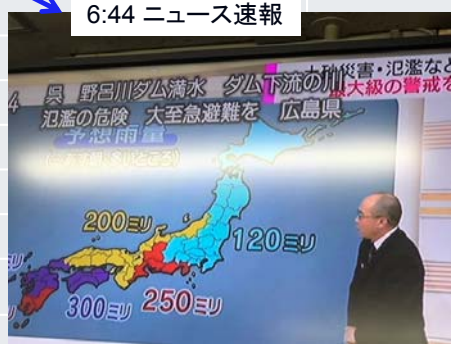 6:44 ニュース速報
呉 野呂川ダム満水 ダム下流の川
氾濫の危険 大至急避難を 広島県
災害・氾濫など
最大級の警戒を
予想雨量
200ミリ
120ミリ
300ミリ
250ミリ